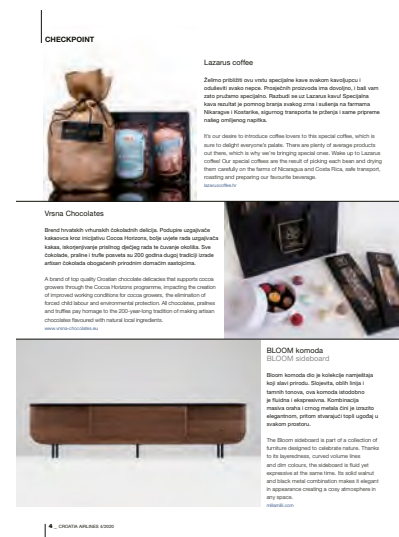 CHECKPOINT
Lazarus coffee
Želimo približiti ovu vrstu specijalne kave svakom kavoljupcu i
oduševiti svako nepce. Prosječnih proizvoda ima dovoljno, i baš vam
zato pružamo specijalno. Razbudi se uz Lazarus kavu! Specijalna
kava rezultat je pomnog branja svakog zrna i sušenja na farmama
Nikaragve i Kostarike, sigurnog transporta te prženja i same pripreme
našeg omiljenog napitka.
It's our desire to introduce coffee lovers to this special coffee, which is
sure to delight everyone's palate. There are plenty of average products
out there, which is why we're bringing special ones. Wake up to Lazarus
coffee! Our special coffees are the result of picking each bean and drying
them carefully on the farms of Nicaragua and Costa Rica, safe transport,
roasting and preparing our favourite beverage.
lazaruscoffee.hr
Vrsna Chocolates
Brend hrvatskih vrhunskih čokoladnih delicija. Podupire uzgajivače
kakaovca kroz inicijativu Cocoa Horizons, bolje uvjete rada uzgajivača
kakaa, iskorjenjivanje prisilnog dječjeg rada te čuvanje okoliša. Sve
čokolade, praline i trufle posveta su 200 godina dugoj tradiciji izrade
artisan čokolada obogaćenih prirodnim domaćim sastojcima.
A brand of top quality Croatian chocolate delicacies that supports cocoa
growers through the Cocoa Horizons programme, impacting the creation
of improved working conditions for cocoa growers, the elimination of
forced child labour and environmental protection. All chocolates, pralines
and truffles pay homage to the 200-year-long tradition of making artisan
chocolates flavoured with natural local ingredients.
www.vrsna-chocolates.eu
BLOOM komoda
BLOOM sideboard
Bloom komoda dio je kolekcije namještaja
koji slavi prirodu. Slojevita, oblih linija i
tamnih tonova, ova komoda istodobno
je fluidna i ekspresivna. Kombinacija
masiva oraha i crnog metala čini je izrazito
elegantnom, pritom stvarajući topli ugođaj u
svakom prostoru.
The Bloom sideboard is part of a collection of
furniture designed to celebrate nature. Thanks
to its layeredness, curved volume lines
and dim colours, the sideboard is fluid yet
expressive at the same time. Its solid walnut
and black metal combination makes it elegant
in appearance creating a cosy atmosphere in
any space.
milla­milli.com
4 _ CROATIA AIRLINES 4/2020